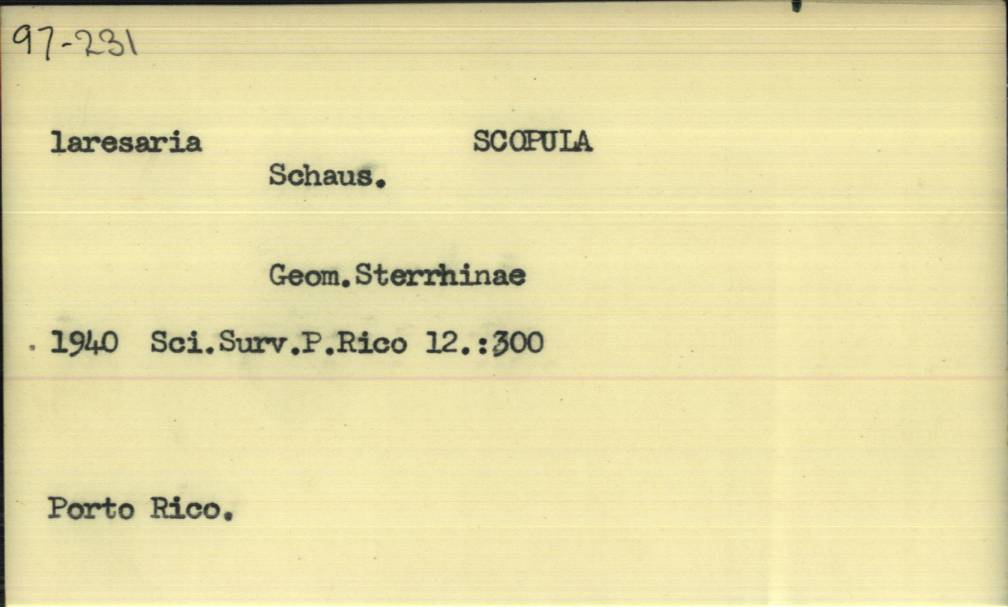 97-231
laresaria SCOPULA
Schaus.
Geom.Sterrhinae
1940 Sci.Surv.P.Rico 12.:300
Porto Rico.